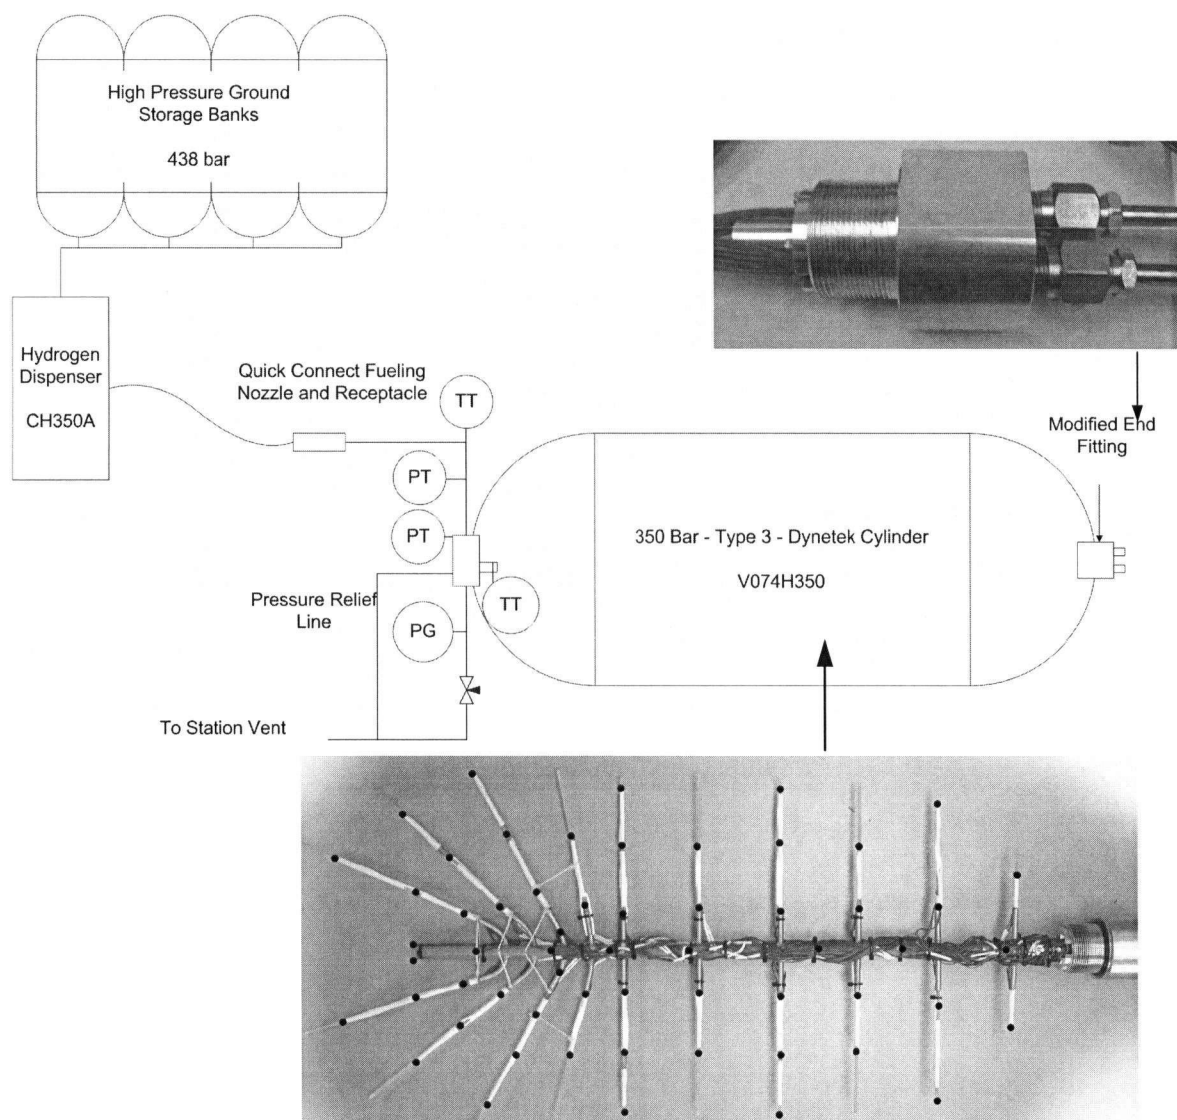 High Pressure Ground
Storage Banks
438 bar
Hydrogen
Dispenser
CH350A
Quick Connect Fueling
Nozzle and Receptacle
TT
PT
PT
Pressure Relief
Line
TT
PG
To Station Vent
350 Bar - Type 3 - Dynetek Cylinder
V074H350
Modified End
Fitting